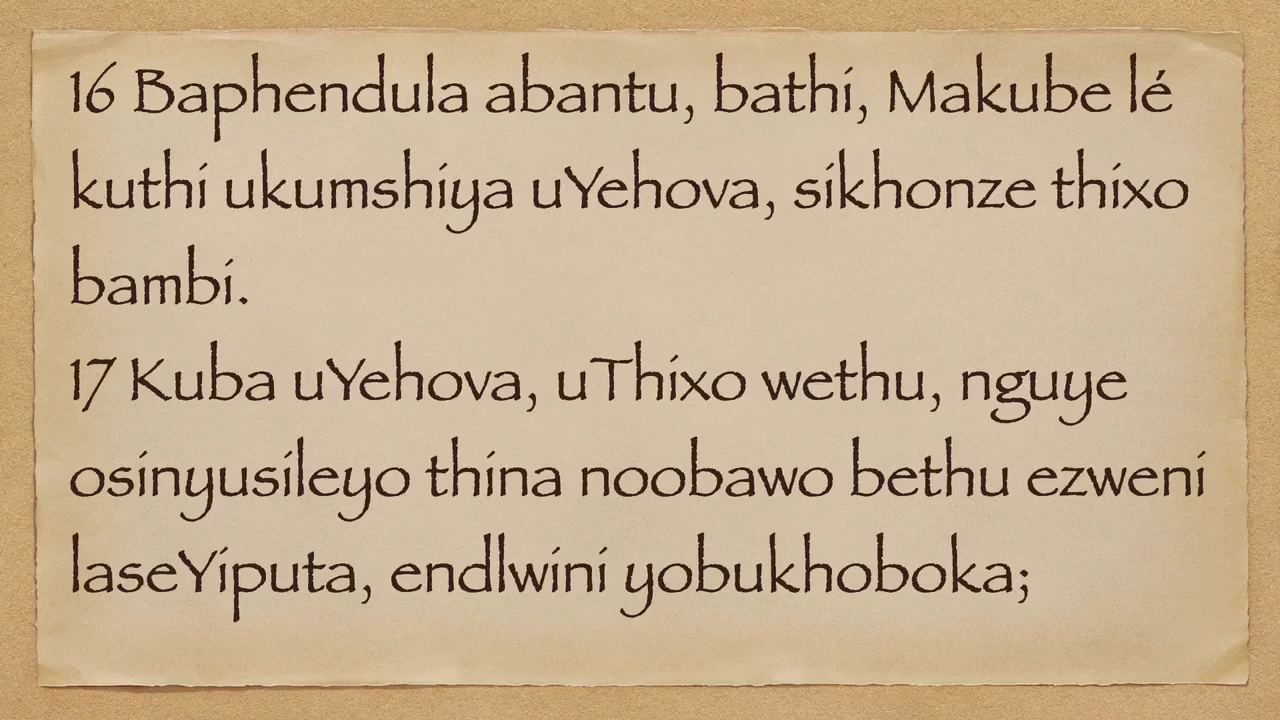 16 Baphendula abantu, bathi, Makube lé
kuthi ukumshiya uYehova, sikhonze thixo
bambi.
17 Kuba uYehova, uThixo wethu, nguye
osinyusileyo thina noobawo bethu ezweni
laseYiputa, endlwini yobukhoboka;